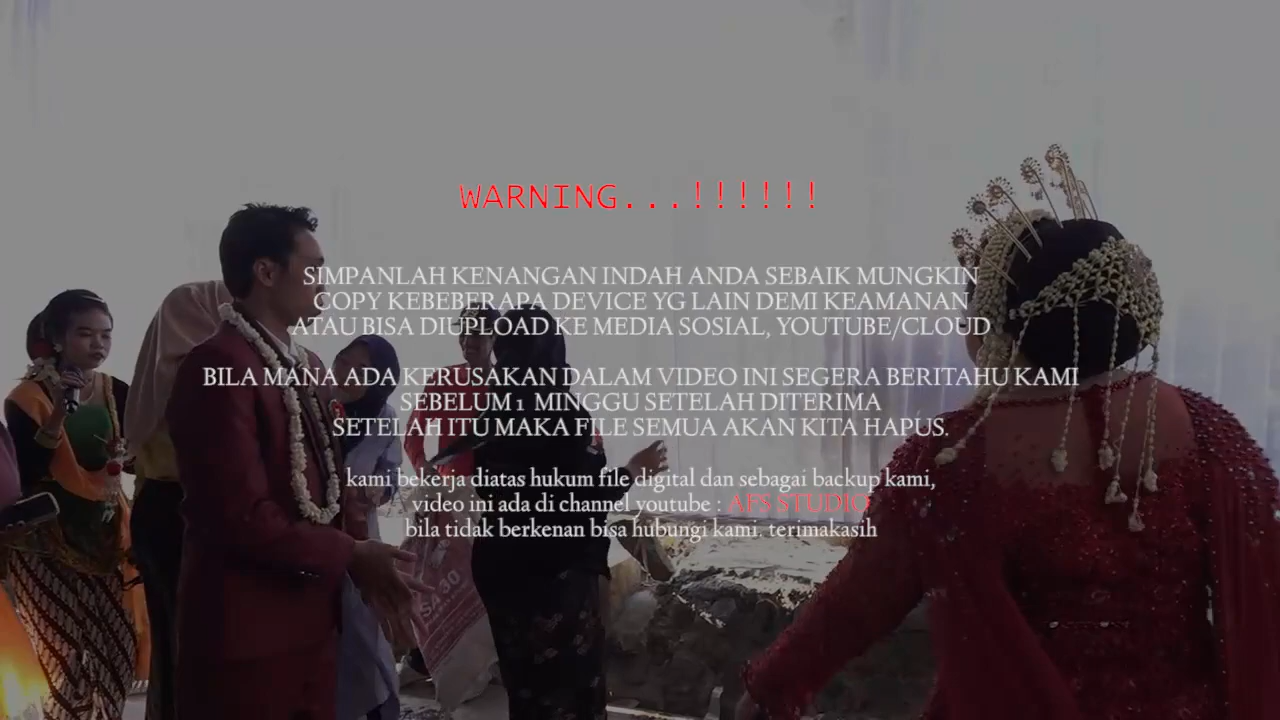 WARNING...!!!!!!
SIMPANLAH KENANGAN INDAH ANDA SEBAIK MUNGKIN
COPY KEBEBERAPA DEVICE YG LAIN DEMI KEAMANAN
ATAU BISA DIUPLOAD KE MEDIA SOSIAL, YOUTUBE/CLOUD
BILA MANA ADA KERUSAKAN DALAM VIDEO INI SEGERA BERITAHU KAMI
SEBELUM 1 MINGGU SETELAH DITERIMA
SETELAH ITU MAKA FILE SEMUA AKAN KITA HAPUS.
kami bekerja diatas hukum file digital dan sebagai backup kami,
video ini ada di channel youtube : AFS STUDIO
bila tidak berkenan bisa hubungi kami. terimakasih